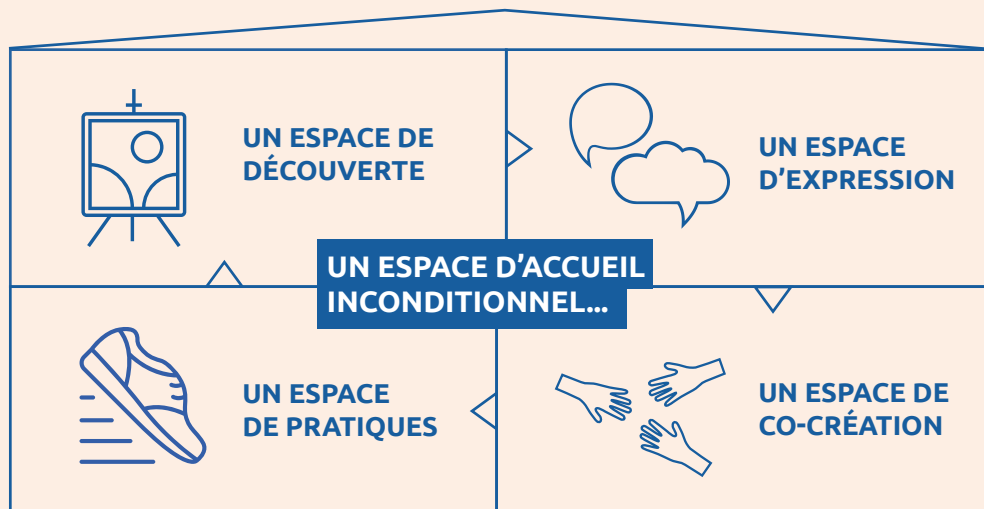 UN ESPACE DE
DÉCOUVERTE
UN ESPACE
D'EXPRESSION
UN ESPACE D'ACCUEIL
INCONDITIONNEL...
UN ESPACE
DE PRATIQUES
UN ESPACE DE
CO-CRÉATION